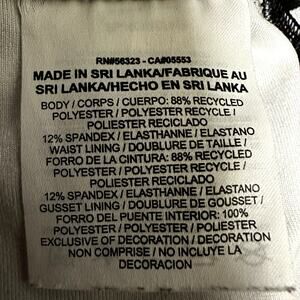 RN#56323 - CA#05553
MADE IN SRI LANKA/FABRIQUE AU
SRI LANKA/HECHO EN SRI LANKA
BODY / CORPS / CUERPO: 88% RECYCLED
POLYESTER / POLYESTER RECYCLE /
POLIESTER RECICLADO
12% SPANDEX / ELASTHANNE / ELASTANO
WAIST LINING / DOUBLURE DE TAILLE /
FORRO DE LA CINTURA: 88% RECYCLED
POLYESTER / POLYESTER RECYCLE /
POLIESTER RECICLADO
12% SPANDEX / ELASTHANNE / ELASTANO
GUSSET LINING / DOUBLURE DE GOUSSET /
FORRO DEL PUENTE INTERIOR: 100%
POLYESTER / POLYESTER / POLIESTER
EXCLUSIVE OF DECORATION / DECORATION
NON COMPRISE / NO INCLUYE LA
DECORACION